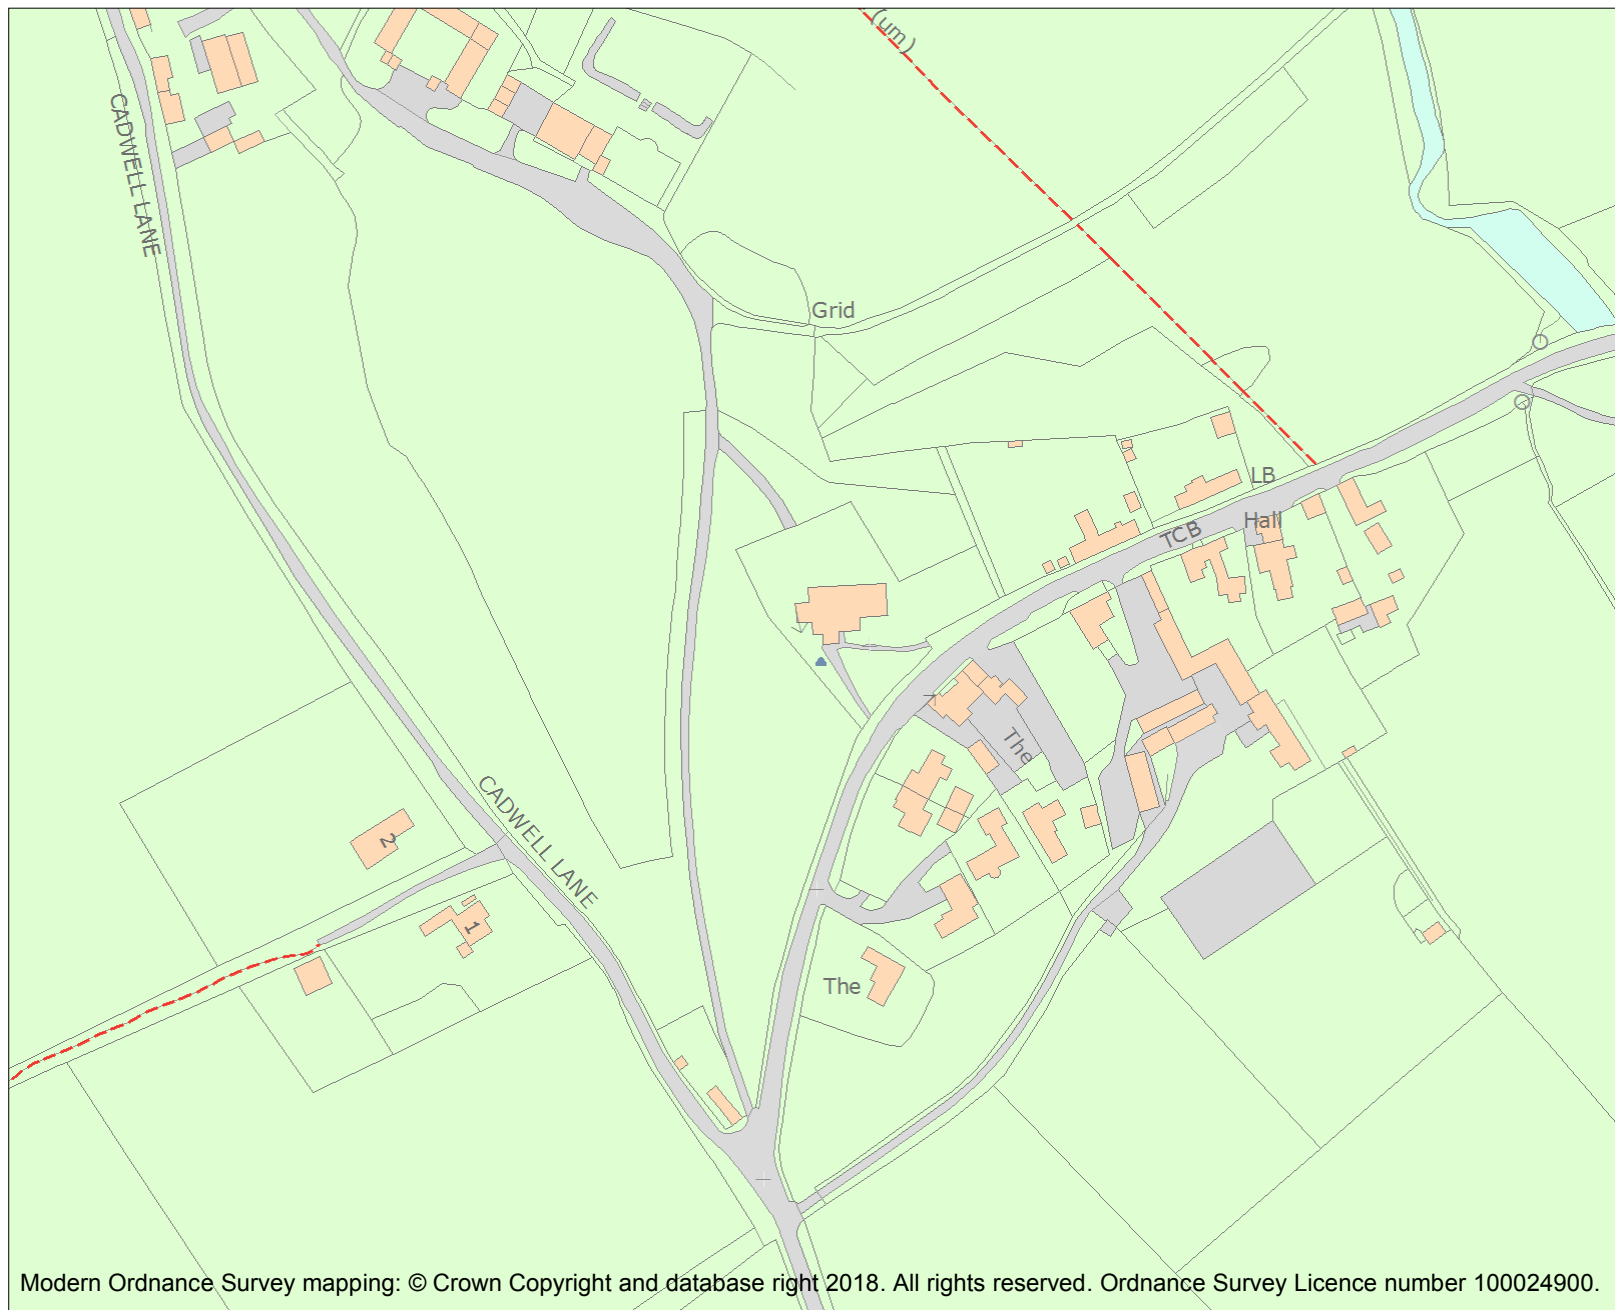 (um)
CADWELL LANE
Grid
LB
Hall
TCB
The
CADWELL LANE
2
1
The
Modern Ordnance Survey mapping: © Crown Copyright and database right 2018. All rights reserved. Ordnance Survey Licence number 100024900.